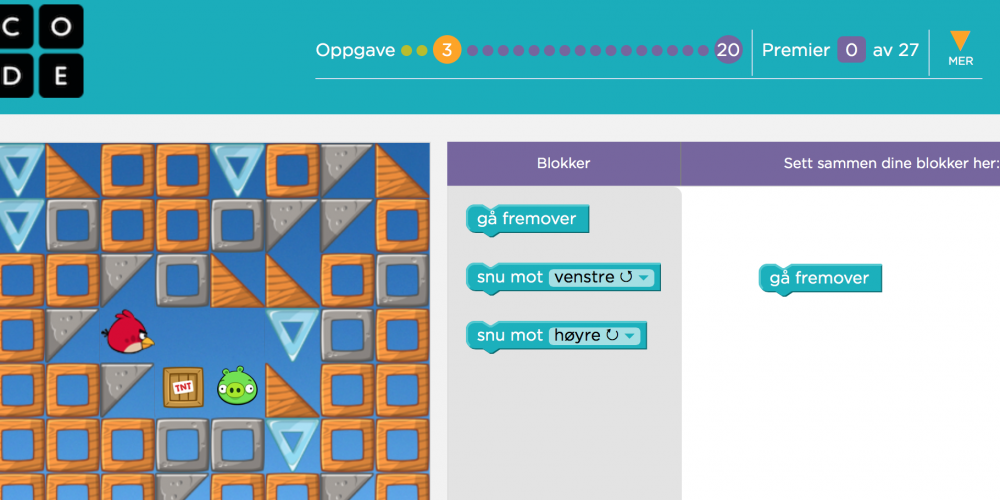 C O
D E
Oppgave 3 20 Premier 0 av 27
MER
Blokker
Sett sammen dine blokker her:
gå fremover
snu mot venstre
snu mot høyre
gå fremover
TNT